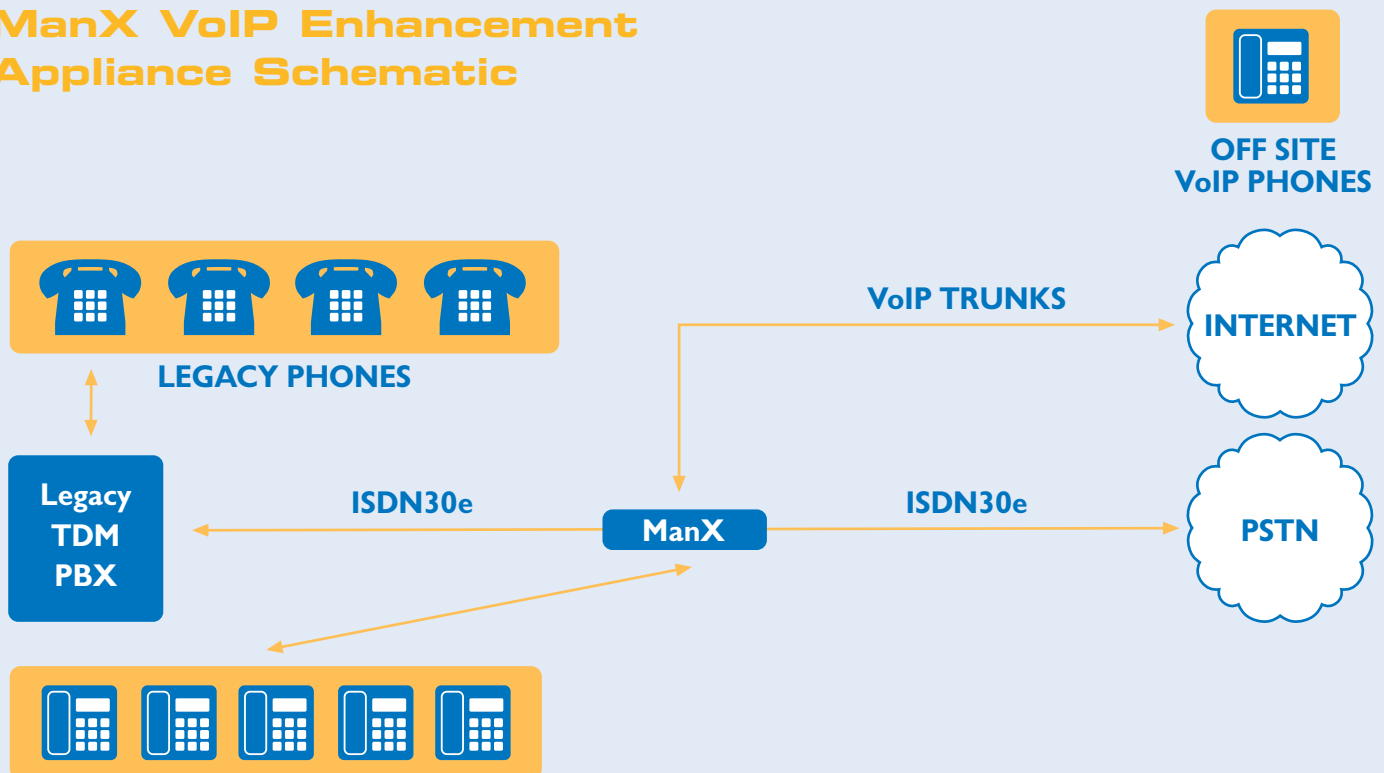 ManX VoIP Enhancement
Appliance Schematic
OFF SITE
VoIP PHONES
LEGACY PHONES
VoIP TRUNKS
INTERNET
Legacy
TDM
PBX
ISDN30e
ManX
ISDN30e
PSTN